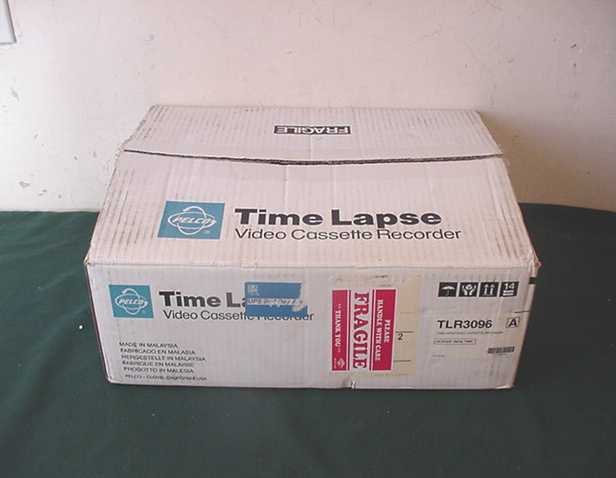 FRAGILE
PELCO
Time Lapse
Video Cassette Recorder
PELCO
Time La
Video Cassette Recorder
MADE IN MALAYSIA
FABRICADO EN MALASIA
HERGESTELLT IN MALAYSIA
FABRIQUE EN MALAISIE
PRODOTTO IN MALESIA
PLEASE
HANDLE WITH CARE
FRAGILE
" THANK YOU "
2
14
TLR3096
A